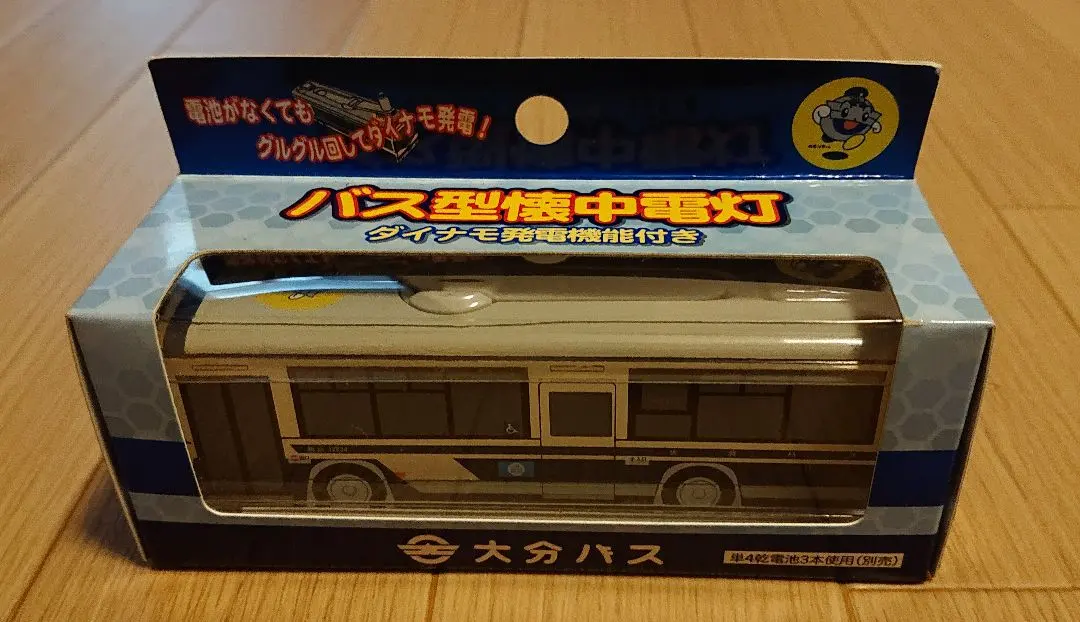 電池がなくても
グルグル回してダイナモ発電！
バス型懐中電灯
ダイナモ発電機能付き
大分バス
単4乾電池3本使用(別売)